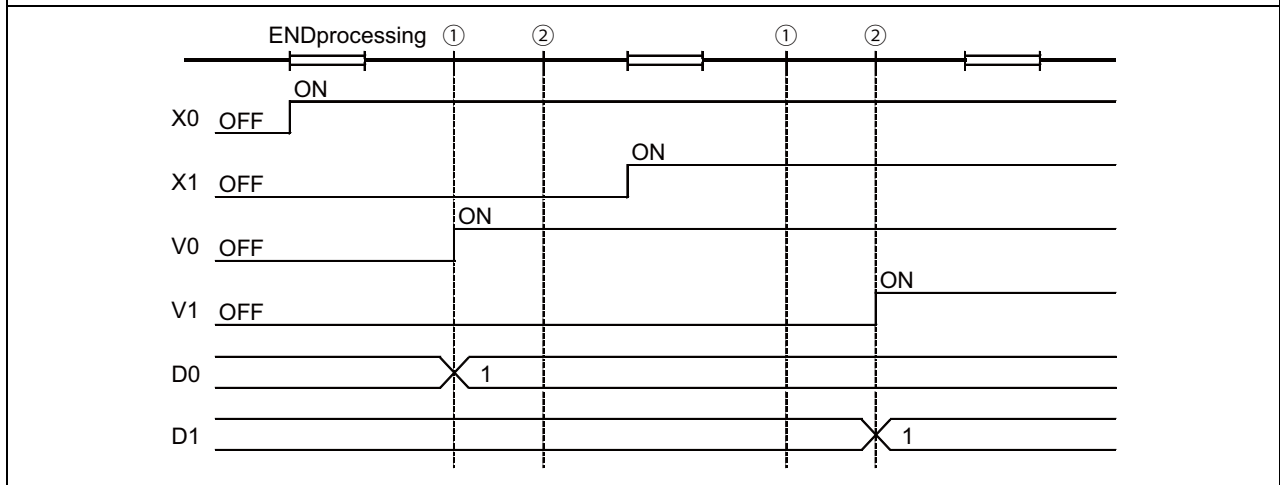 ENDprocessing ① ② ① ②
ON
X0 OFF
ON
X1 OFF
ON
V0 OFF
ON
V1 OFF
D0 1
D1 1